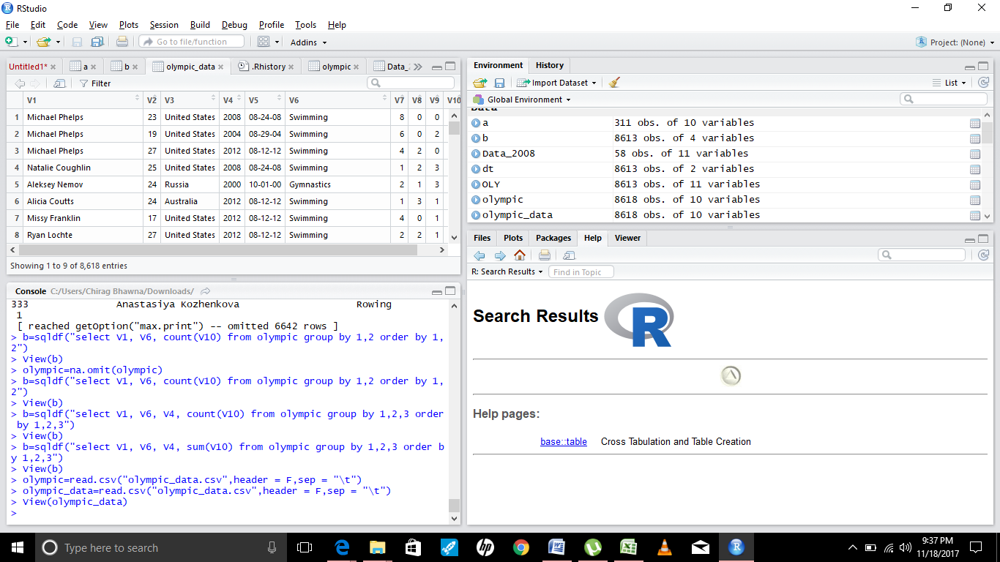 RStudio
File Edit Code View Plots Session Build Debug Profile Tools Help
Go to file/function Addins Project: (None)
Untitled1* a b olympic_data .Rhistory olympic Data_
Filter
V1 V2 V3 V4 V5 V6 V7 V8 V9 V10
1 Michael Phelps 23 United States 2008 08-24-08 Swimming 8 0 0
2 Michael Phelps 19 United States 2004 08-29-04 Swimming 6 0 2
3 Michael Phelps 27 United States 2012 08-12-12 Swimming 4 2 0
4 Natalie Coughlin 25 United States 2008 08-24-08 Swimming 1 2 3
5 Aleksey Nemov 24 Russia 2000 10-01-00 Gymnastics 2 1 3
6 Alicia Coutts 24 Australia 2012 08-12-12 Swimming 1 3 1
7 Missy Franklin 17 United States 2012 08-12-12 Swimming 4 0 1
8 Ryan Lochte 27 United States 2012 08-12-12 Swimming 2 2 1
Showing 1 to 9 of 8,618 entries
Console C:/Users/Chirag Bhawna/Downloads/
333 Anastasiya Kozhenkova Rowing
1
[ reached getOption("max.print") -- omitted 6642 rows ]
> b=sqldf("select V1, V6, count(V10) from olympic group by 1,2 order by 1,
2")
> View(b)
> olympic=na.omit(olympic)
> b=sqldf("select V1, V6, count(V10) from olympic group by 1,2 order by 1,
2")
> View(b)
> b=sqldf("select V1, V6, V4, count(V10) from olympic group by 1,2,3 order
by 1,2,3")
> View(b)
> b=sqldf("select V1, V6, V4, sum(V10) from olympic group by 1,2,3 order b
y 1,2,3")
> View(b)
> olympic=read.csv("olympic_data.csv",header = F,sep = "\t")
> olympic_data=read.csv("olympic_data.csv",header = F,sep = "\t")
> View(olympic_data)
>
Environment History
Import Dataset List
Global Environment
Data
a 311 obs. of 10 variables
b 8613 obs. of 4 variables
Data_2008 58 obs. of 11 variables
dt 8613 obs. of 2 variables
OLY 8613 obs. of 11 variables
olympic 8618 obs. of 10 variables
olympic_data 8618 obs. of 10 variables
Files Plots Packages Help Viewer
R: Search Results Find in Topic
Search Results R
Help pages:
base::table Cross Tabulation and Table Creation
Type here to search
9:37 PM
11/18/2017